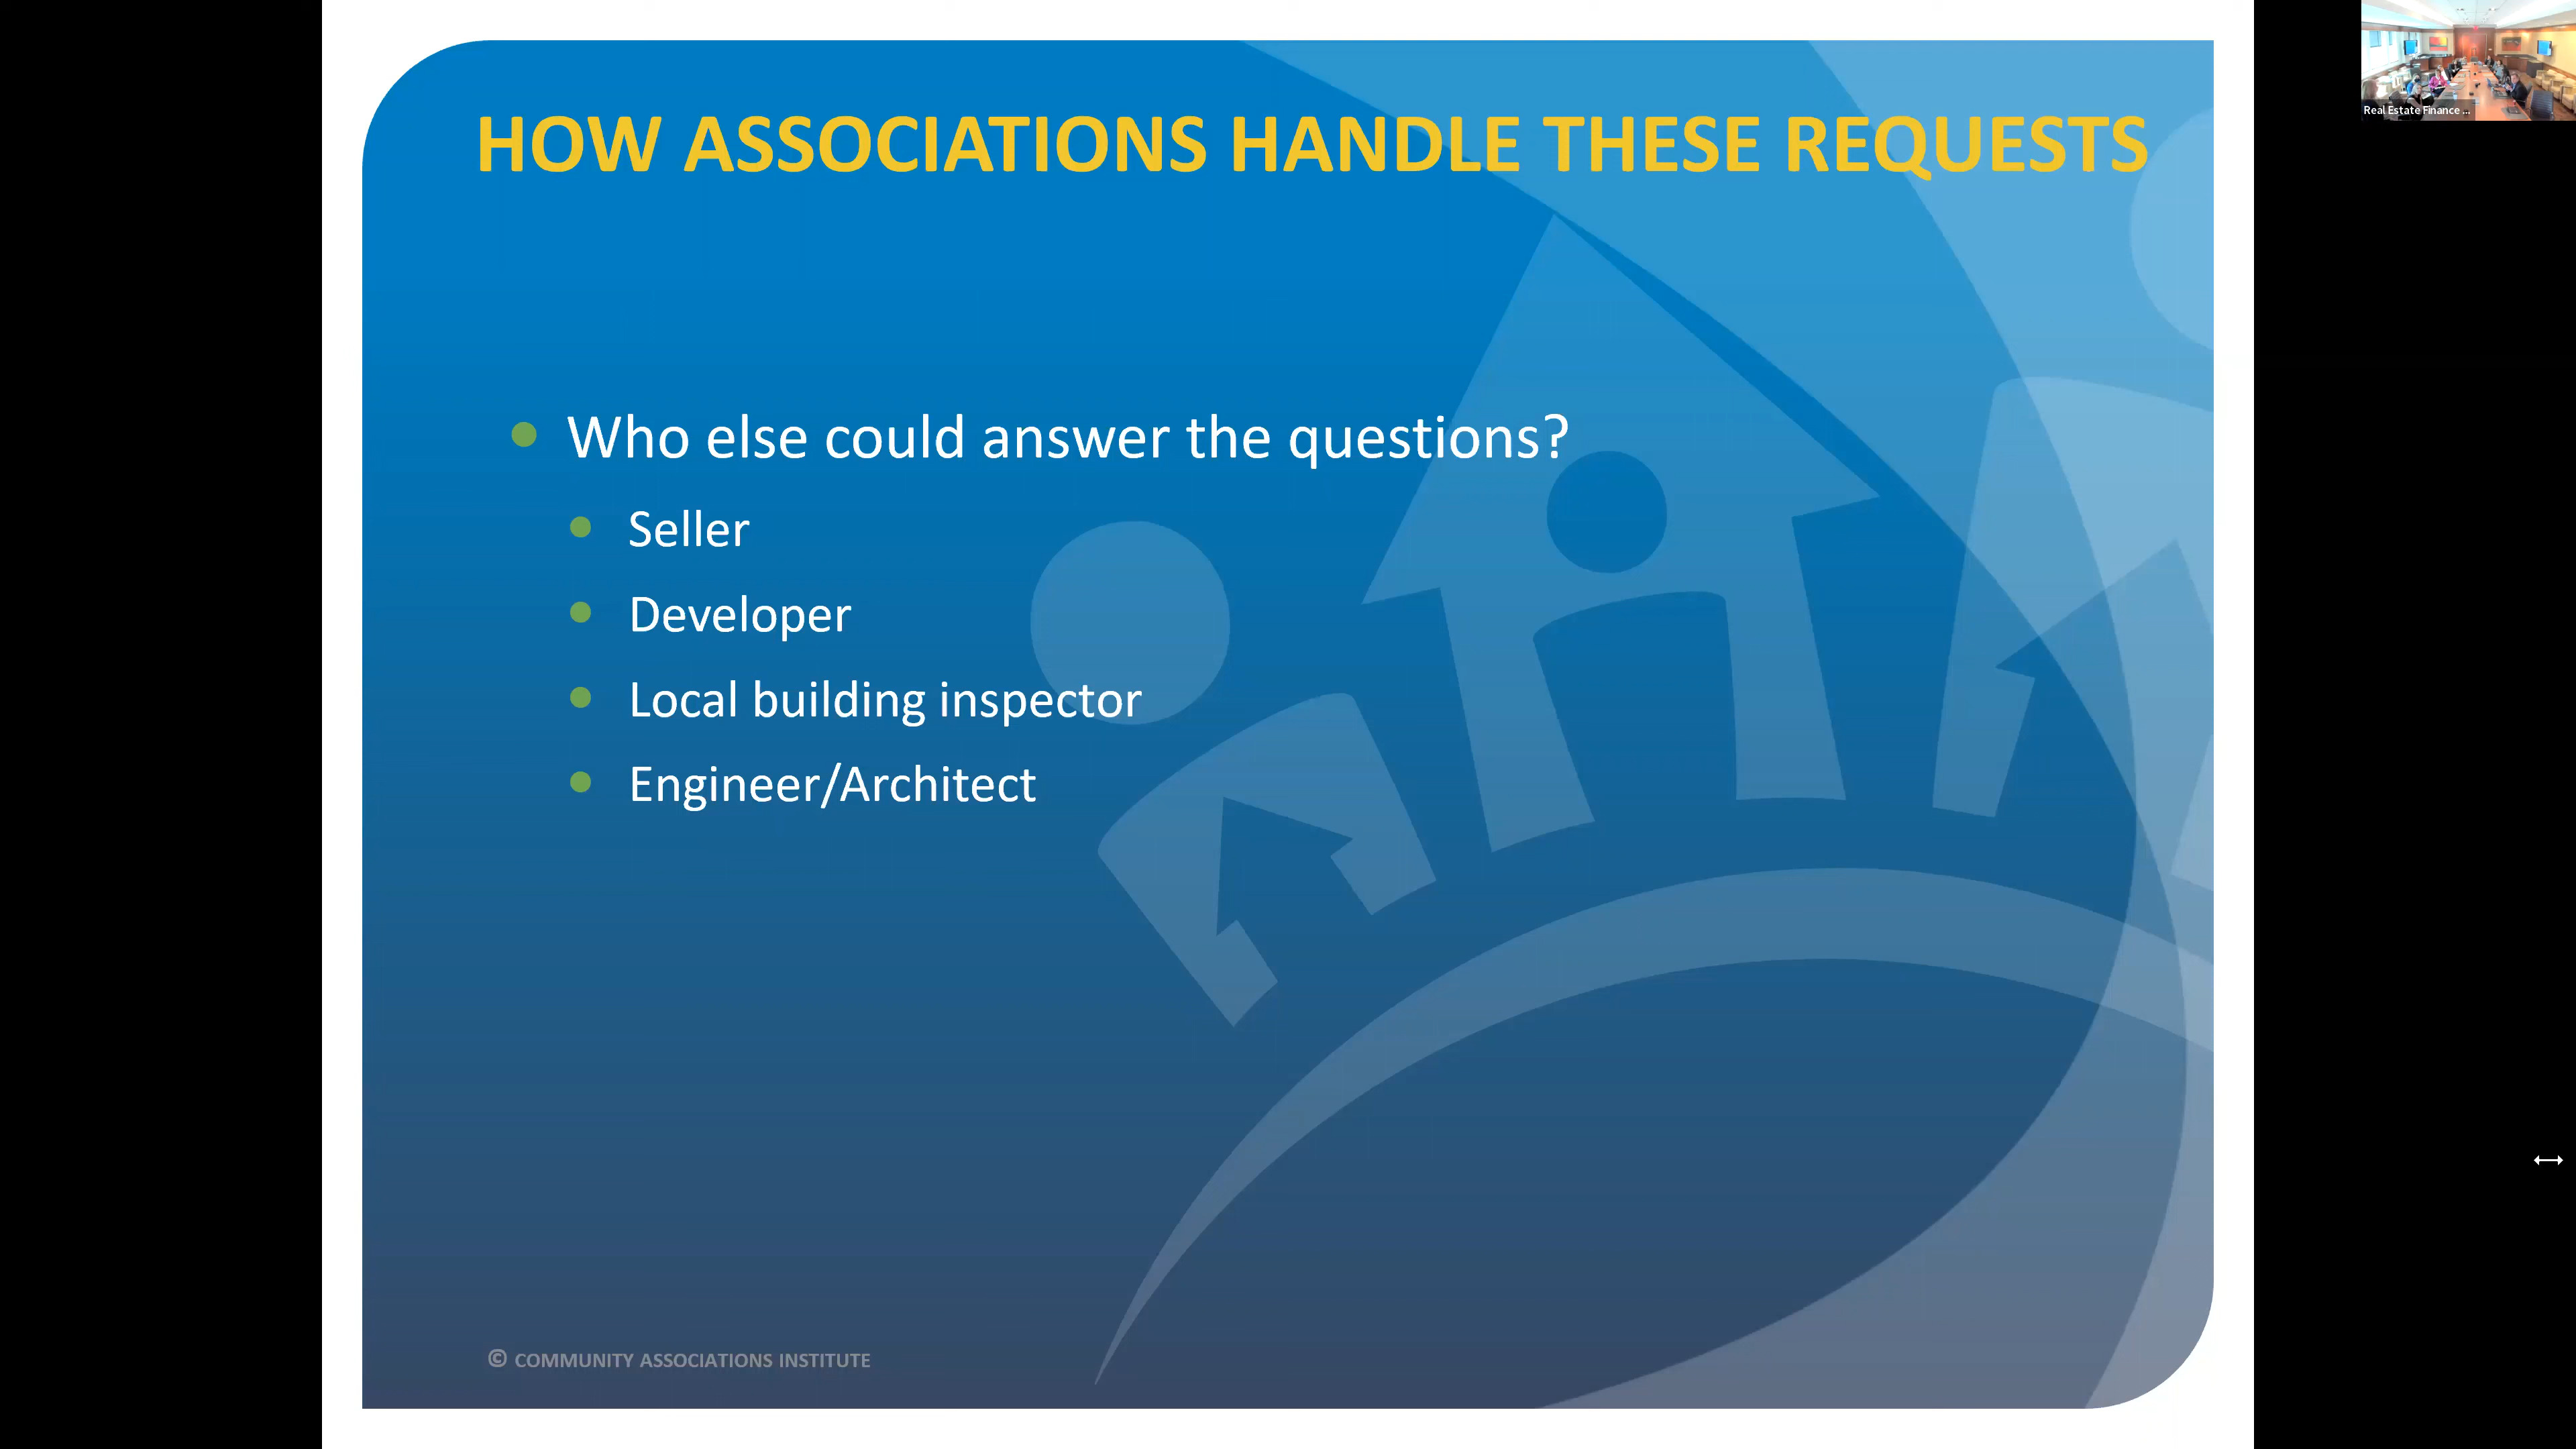 HOW ASSOCIATIONS HANDLE THESE REQUESTS
Real Estate Finance ...
Who else could answer the questions?
Seller
Developer
Local building inspector
Engineer/Architect
© COMMUNITY ASSOCIATIONS INSTITUTE